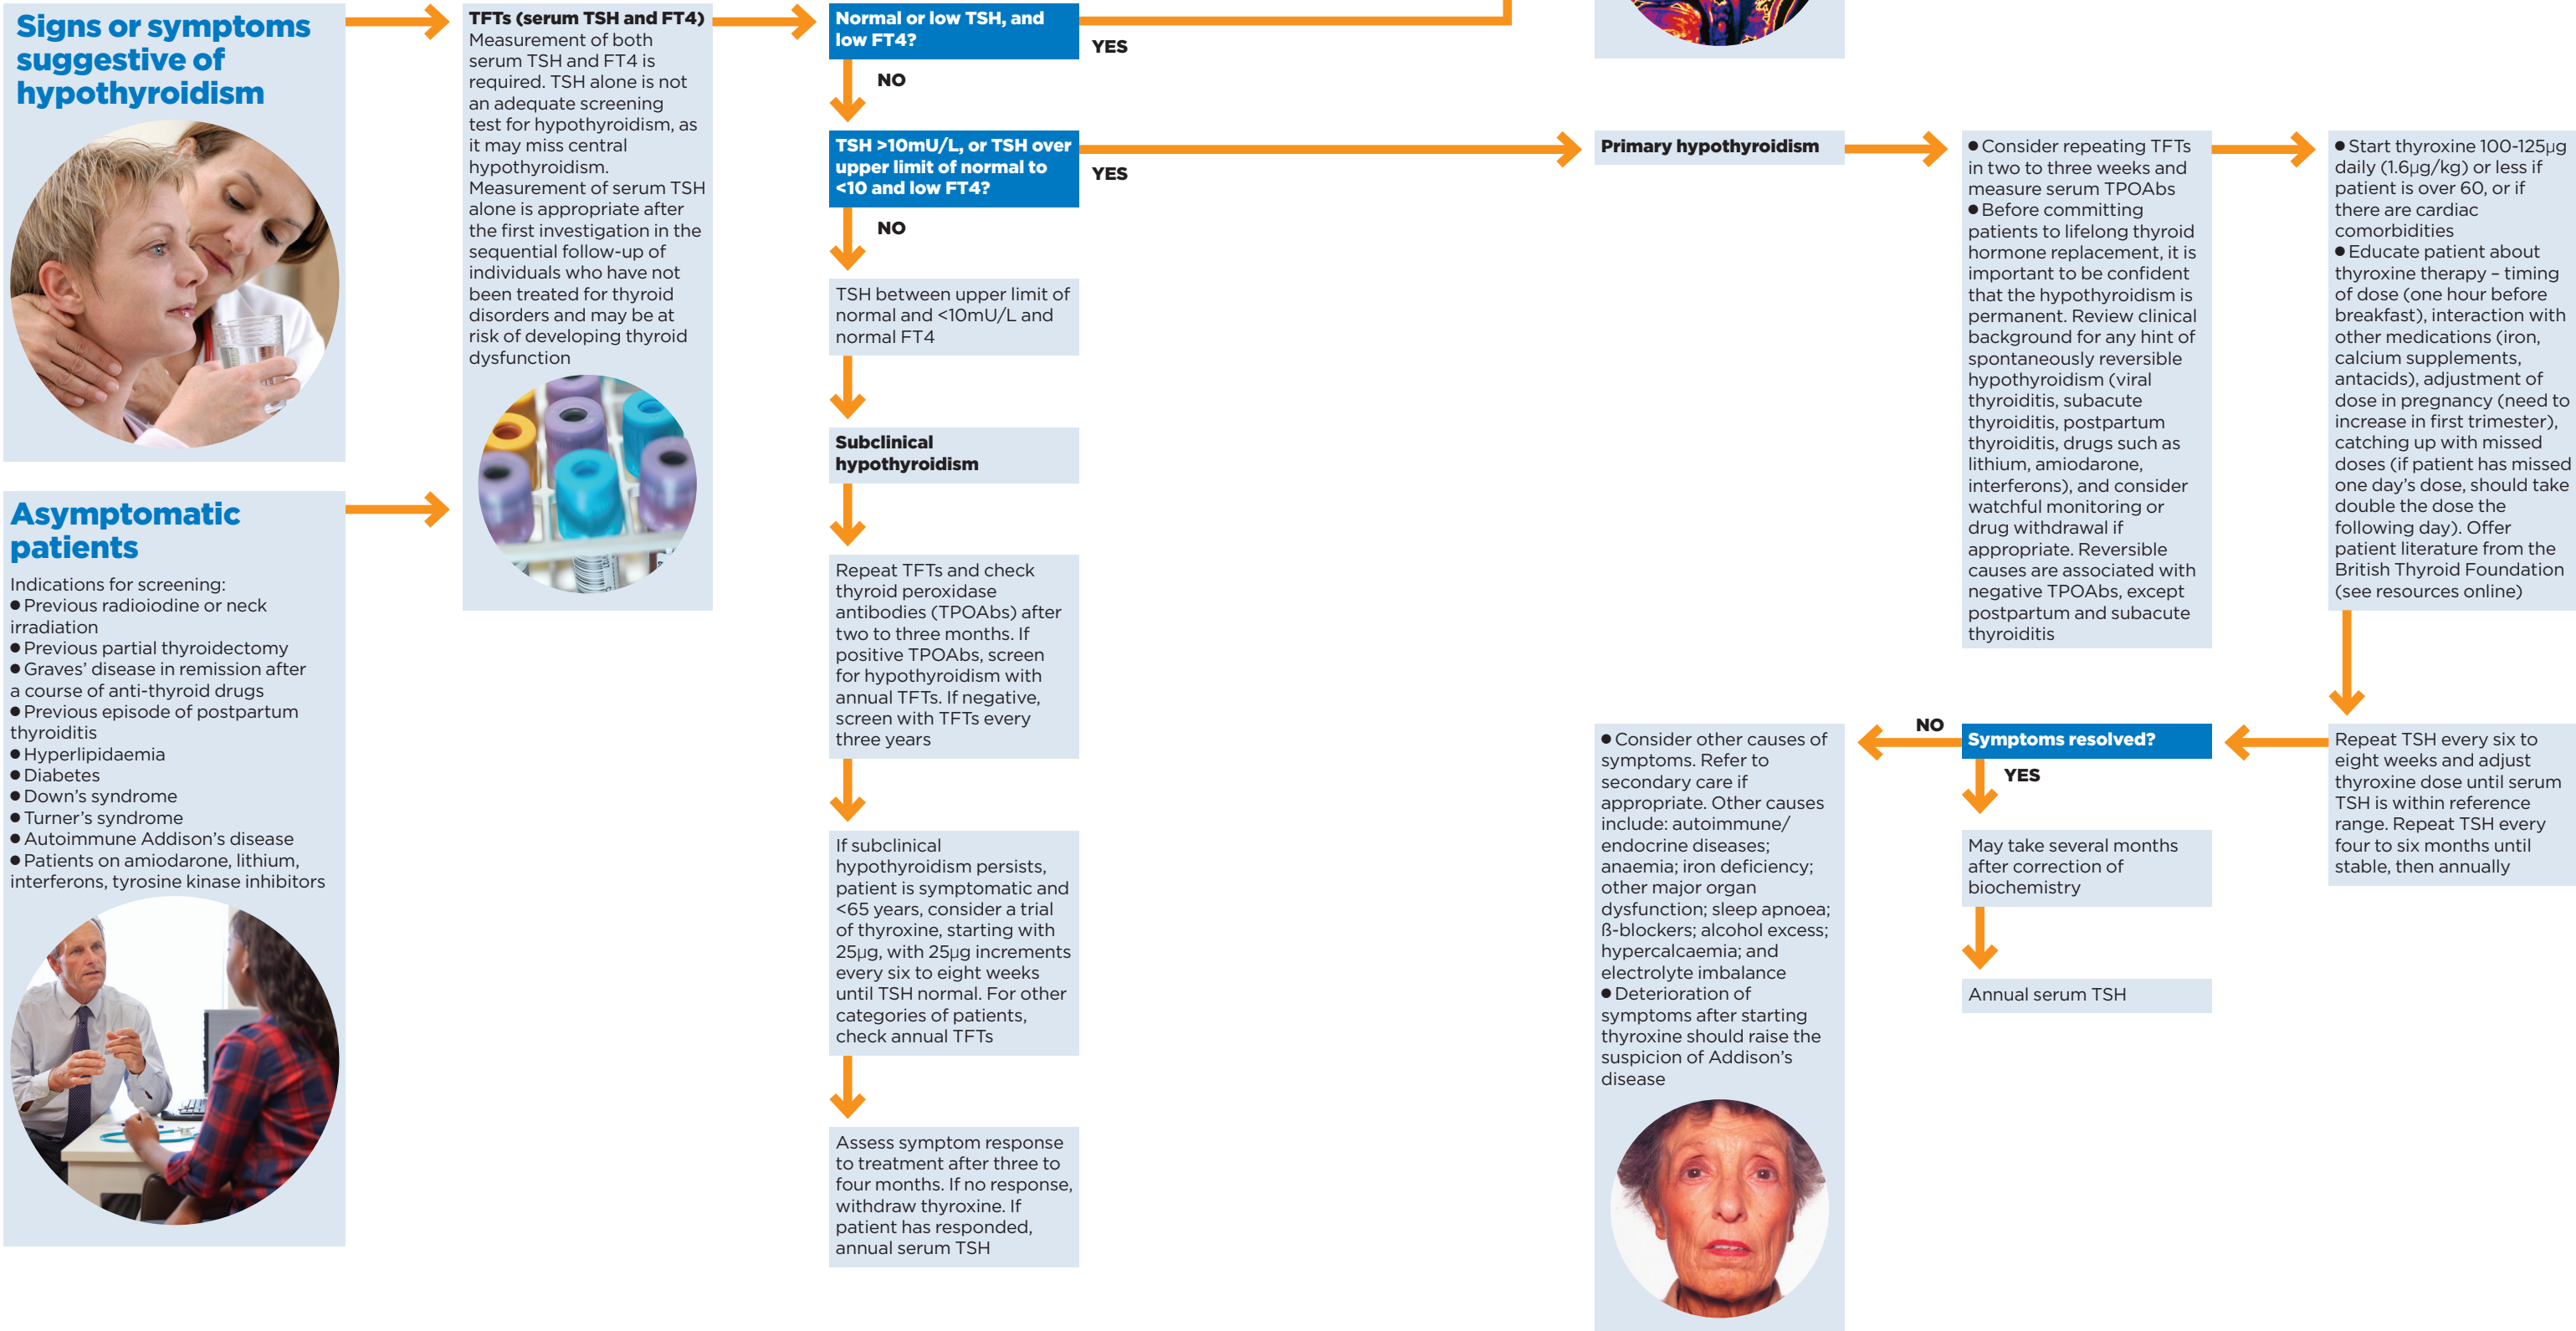 Signs or symptoms
suggestive of
hypothyroidism
Asymptomatic
patients
Indications for screening:
● Previous radioiodine or neck
irradiation
● Previous partial thyroidectomy
● Graves’ disease in remission after
a course of anti-thyroid drugs
● Previous episode of postpartum
thyroiditis
● Hyperlipidaemia
● Diabetes
● Down’s syndrome
● Turner’s syndrome
● Autoimmune Addison’s disease
● Patients on amiodarone, lithium,
interferons, tyrosine kinase inhibitors
TFTs (serum TSH and FT4)
Measurement of both
serum TSH and FT4 is
required. TSH alone is not
an adequate screening
test for hypothyroidism, as
it may miss central
hypothyroidism.
Measurement of serum TSH
alone is appropriate after
the first investigation in the
sequential follow-up of
individuals who have not
been treated for thyroid
disorders and may be at
risk of developing thyroid
dysfunction
Normal or low TSH, and
low FT4?
YES
NO
TSH >10mU/L, or TSH over
upper limit of normal to
<10 and low FT4?
YES
NO
TSH between upper limit of
normal and <10mU/L and
normal FT4
Subclinical
hypothyroidism
Repeat TFTs and check
thyroid peroxidase
antibodies (TPOAbs) after
two to three months. If
positive TPOAbs, screen
for hypothyroidism with
annual TFTs. If negative,
screen with TFTs every
three years
If subclinical
hypothyroidism persists,
patient is symptomatic and
<65 years, consider a trial
of thyroxine, starting with
25µg, with 25µg increments
every six to eight weeks
until TSH normal. For other
categories of patients,
check annual TFTs
Assess symptom response
to treatment after three to
four months. If no response,
withdraw thyroxine. If
patient has responded,
annual serum TSH
Primary hypothyroidism
● Consider repeating TFTs
in two to three weeks and
measure serum TPOAbs
● Before committing
patients to lifelong thyroid
hormone replacement, it is
important to be confident
that the hypothyroidism is
permanent. Review clinical
background for any hint of
spontaneously reversible
hypothyroidism (viral
thyroiditis, subacute
thyroiditis, postpartum
thyroiditis, drugs such as
lithium, amiodarone,
interferons), and consider
watchful monitoring or
drug withdrawal if
appropriate. Reversible
causes are associated with
negative TPOAbs, except
postpartum and subacute
thyroiditis
● Start thyroxine 100-125µg
daily (1.6µg/kg) or less if
patient is over 60, or if
there are cardiac
comorbidities
● Educate patient about
thyroxine therapy – timing
of dose (one hour before
breakfast), interaction with
other medications (iron,
calcium supplements,
antacids), adjustment of
dose in pregnancy (need to
increase in first trimester),
catching up with missed
doses (if patient has missed
one day’s dose, should take
double the dose the
following day). Offer
patient literature from the
British Thyroid Foundation
(see resources online)
Repeat TSH every six to
eight weeks and adjust
thyroxine dose until serum
TSH is within reference
range. Repeat TSH every
four to six months until
stable, then annually
Symptoms resolved?
NO
YES
May take several months
after correction of
biochemistry
Annual serum TSH
● Consider other causes of
symptoms. Refer to
secondary care if
appropriate. Other causes
include: autoimmune/
endocrine diseases;
anaemia; iron deficiency;
other major organ
dysfunction; sleep apnoea;
ß-blockers; alcohol excess;
hypercalcaemia; and
electrolyte imbalance
● Deterioration of
symptoms after starting
thyroxine should raise the
suspicion of Addison’s
disease